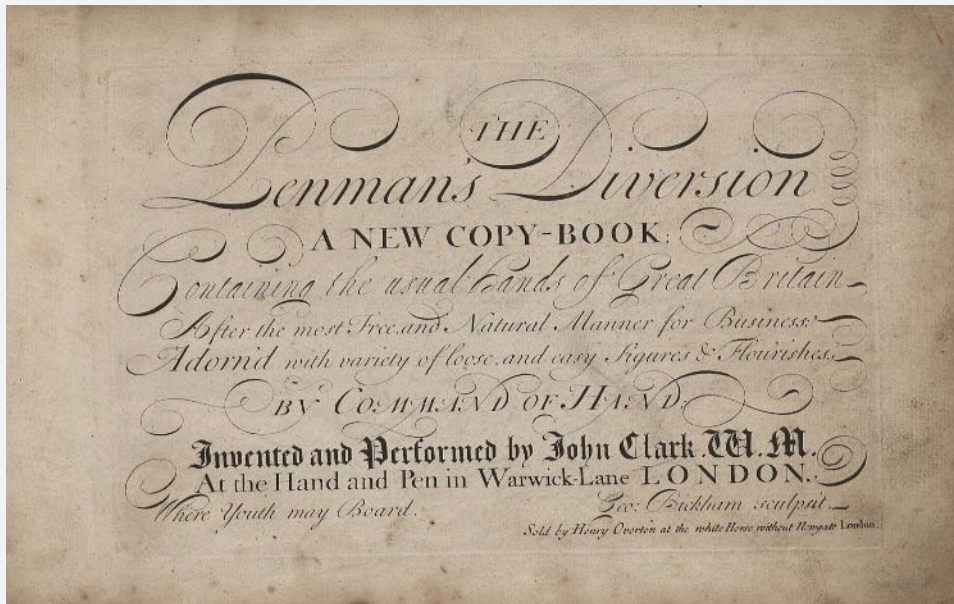 THE
Penman's Diversion
A NEW COPY-BOOK;
Containing the usual hands of Great Britain
After the most Free, and Natural Manner for Business:
Adorn'd with variety of loose, and easy Figures & Flourishes,
BY COMMAND OF HAND.
Invented and Performed by John Clark. W. M.
At the Hand and Pen in Warwick-Lane LONDON.
Where Youth may Board.
Geo: Bickham sculpsit.
Sold by Henry Overton at the white Horse without Newgate London.